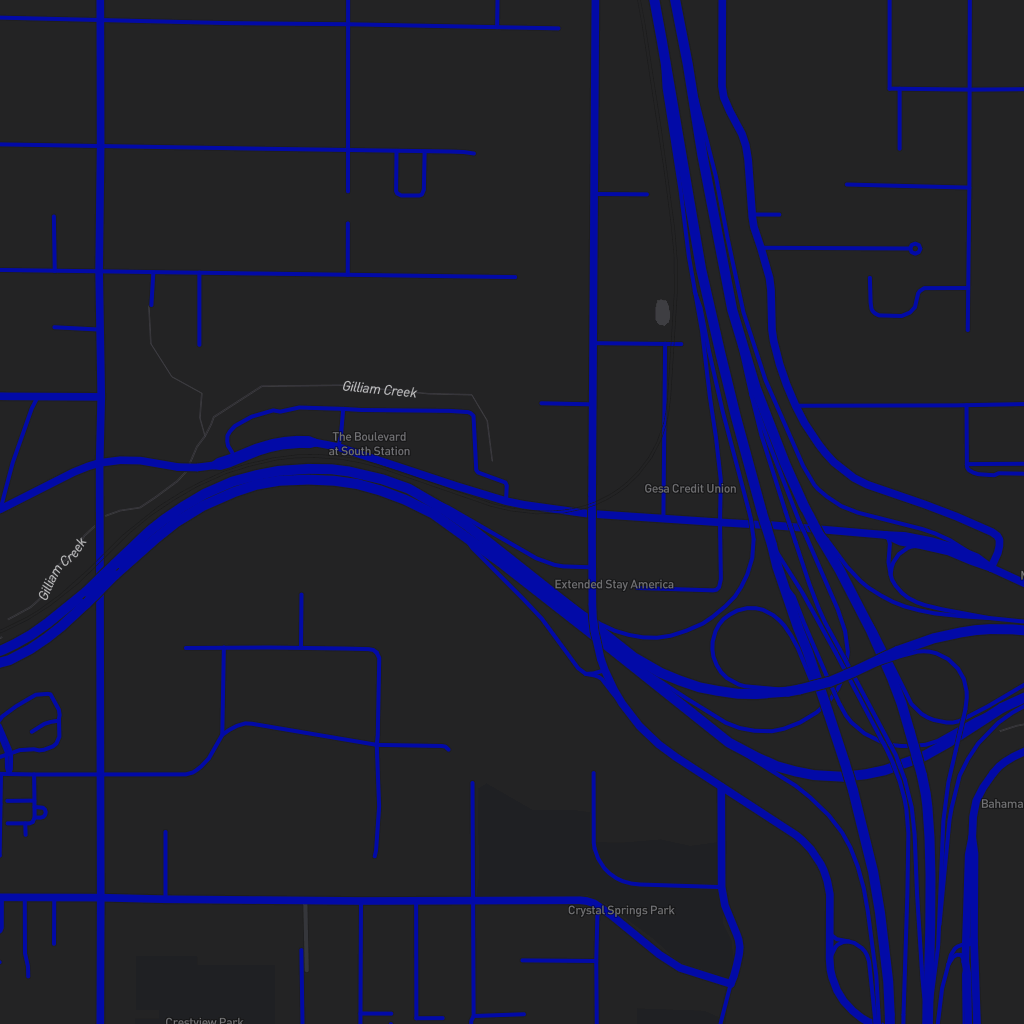 Gilliam Creek
The Boulevard
at South Station
Gesa Credit Union
Gilliam Creek
Extended Stay America
Bahama
Crystal Springs Park
Crestview Park